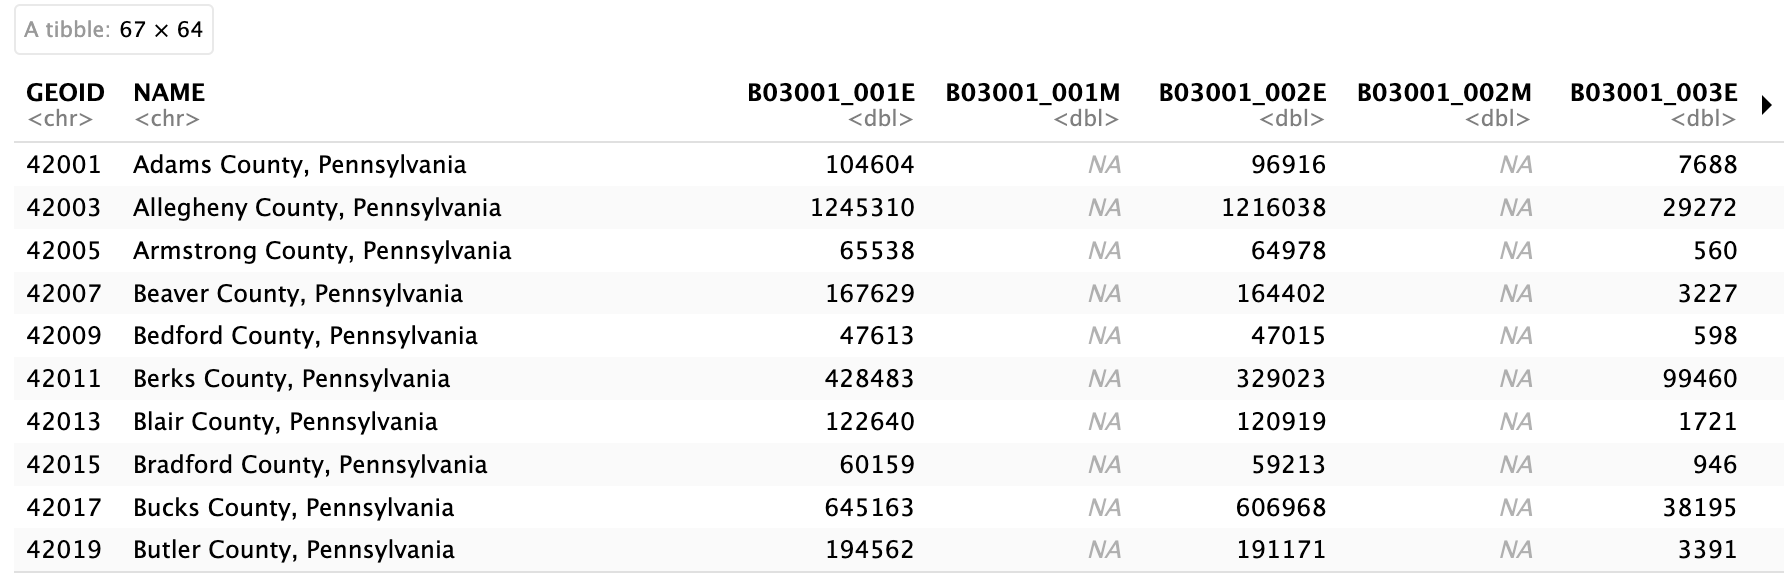 A tibble: 67 × 64
GEOID NAME B03001_001E B03001_001M B03001_002E B03001_002M B03001_003E
<chr> <chr> <dbl> <dbl> <dbl> <dbl> <dbl>
42001 Adams County, Pennsylvania 104604 NA 96916 NA 7688
42003 Allegheny County, Pennsylvania 1245310 NA 1216038 NA 29272
42005 Armstrong County, Pennsylvania 65538 NA 64978 NA 560
42007 Beaver County, Pennsylvania 167629 NA 164402 NA 3227
42009 Bedford County, Pennsylvania 47613 NA 47015 NA 598
42011 Berks County, Pennsylvania 428483 NA 329023 NA 99460
42013 Blair County, Pennsylvania 122640 NA 120919 NA 1721
42015 Bradford County, Pennsylvania 60159 NA 59213 NA 946
42017 Bucks County, Pennsylvania 645163 NA 606968 NA 38195
42019 Butler County, Pennsylvania 194562 NA 191171 NA 3391